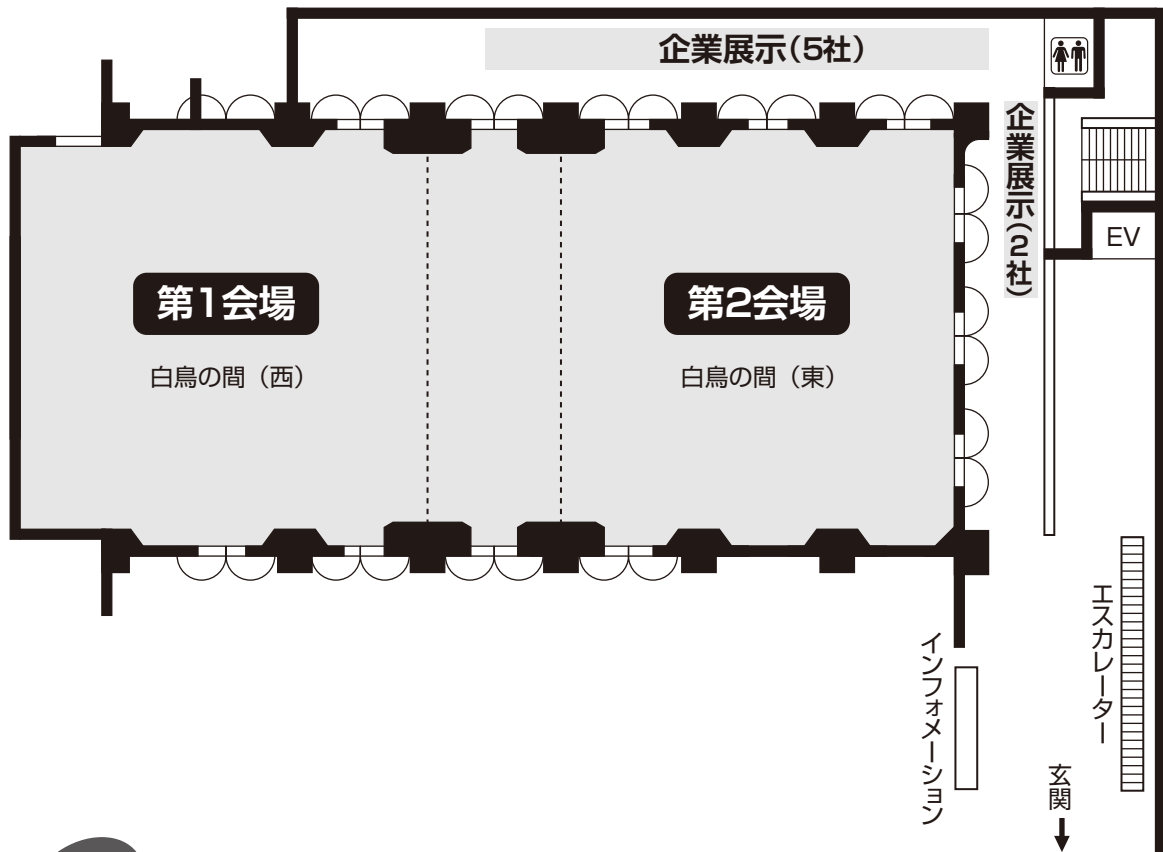 企業展示(5社)
企業展示(2社)
EV
第1会場
白鳥の間（西）
第2会場
白鳥の間（東）
エスカレーター
インフォメーション
玄関